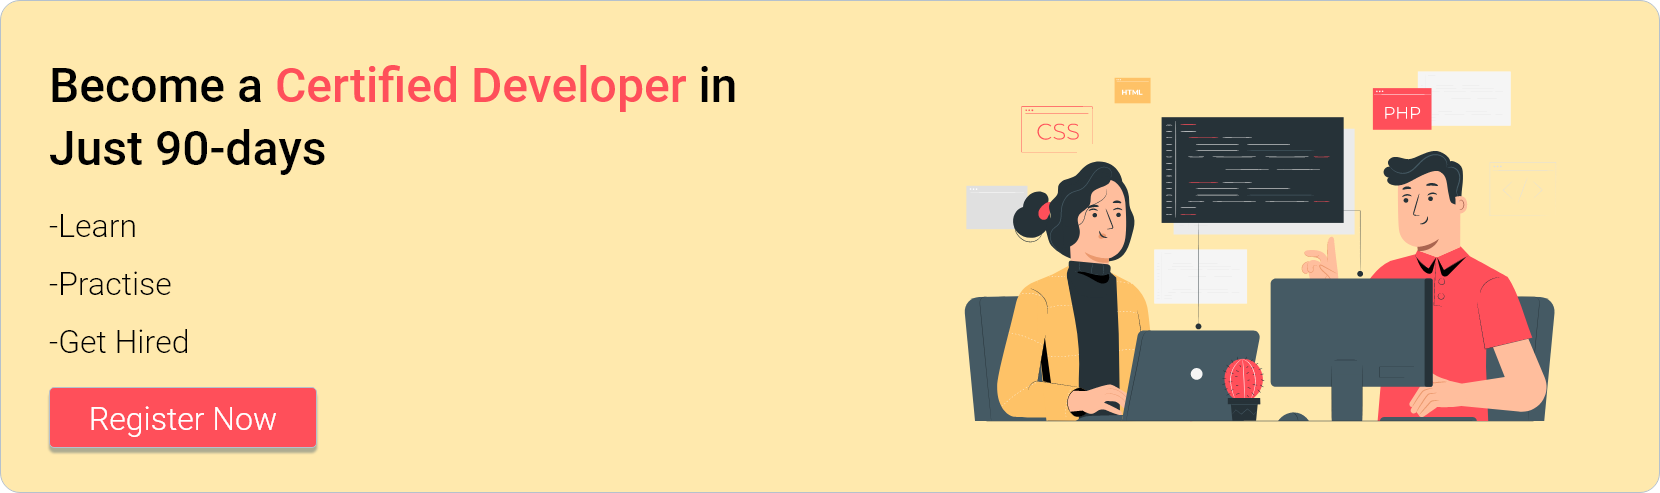 Become a Certified Developer in
Just 90-days
-Learn
-Practise
-Get Hired
Register Now
HTML
CSS
PHP